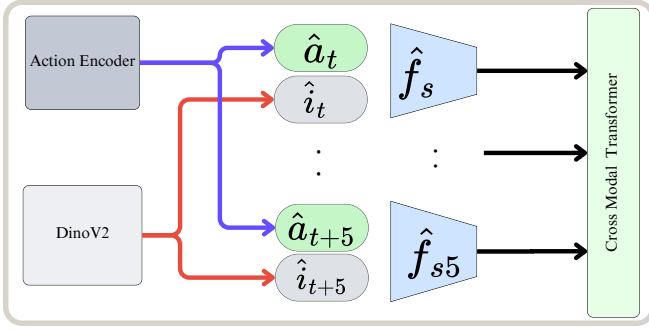 Action Encoder
DinoV2
â_t
î_t
:
â_{t+5}
î_{t+5}
f̂_s
:
f̂_{s5}
Cross Modal Transformer